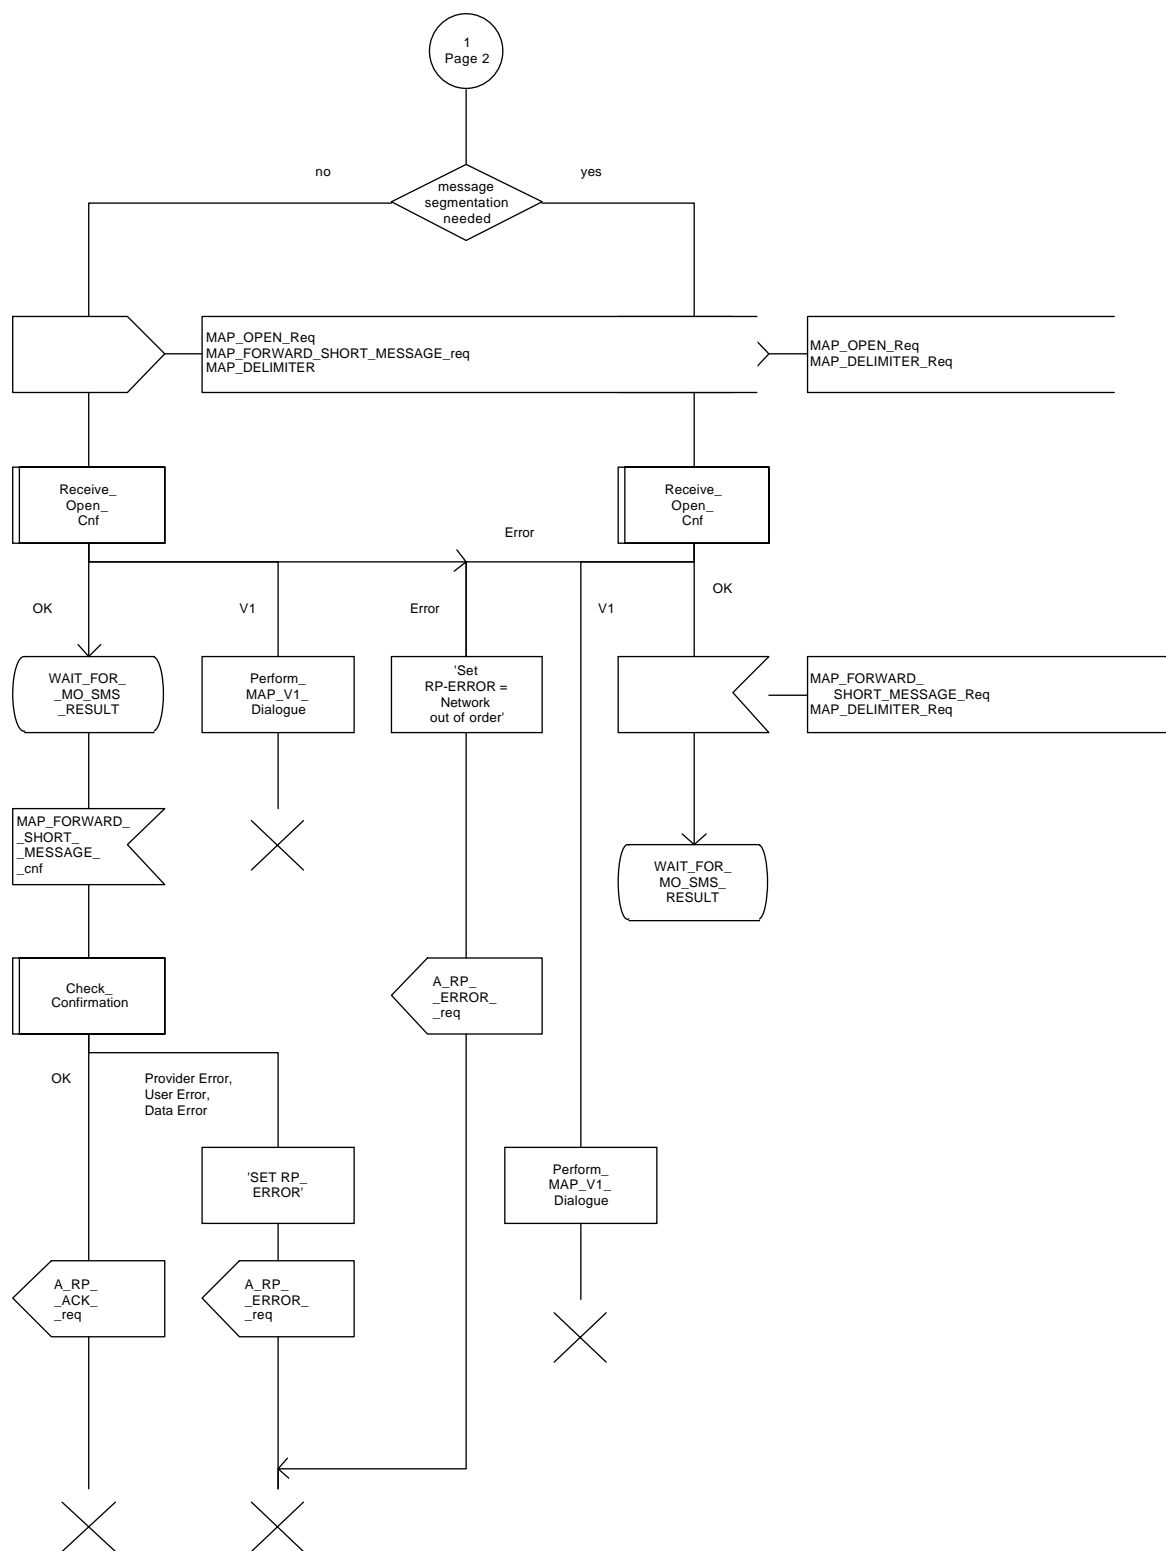 1
Page 2
no
yes
message
segmentation
needed
MAP_OPEN_Req
MAP_FORWARD_SHORT_MESSAGE_req
MAP_DELIMITER
MAP_OPEN_Req
MAP_DELIMITER_Req
Receive_
Open_
Cnf
Receive_
Open_
Cnf
Error
OK
V1
Error
V1
OK
WAIT_FOR_
_MO_SMS
_RESULT
Perform_
MAP_V1_
Dialogue
'Set
RP-ERROR =
Network
out of order'
MAP_FORWARD_
SHORT_MESSAGE_Req
MAP_DELIMITER_Req
MAP_FORWARD_
_SHORT_
_MESSAGE_
_cnf
WAIT_FOR_
MO_SMS_
RESULT
Check_
Confirmation
A_RP_
_ERROR_
_req
OK
Provider Error,
User Error,
Data Error
'SET RP_
ERROR'
Perform_
MAP_V1_
Dialogue
A_RP_
_ACK_
_req
A_RP_
_ERROR_
_req